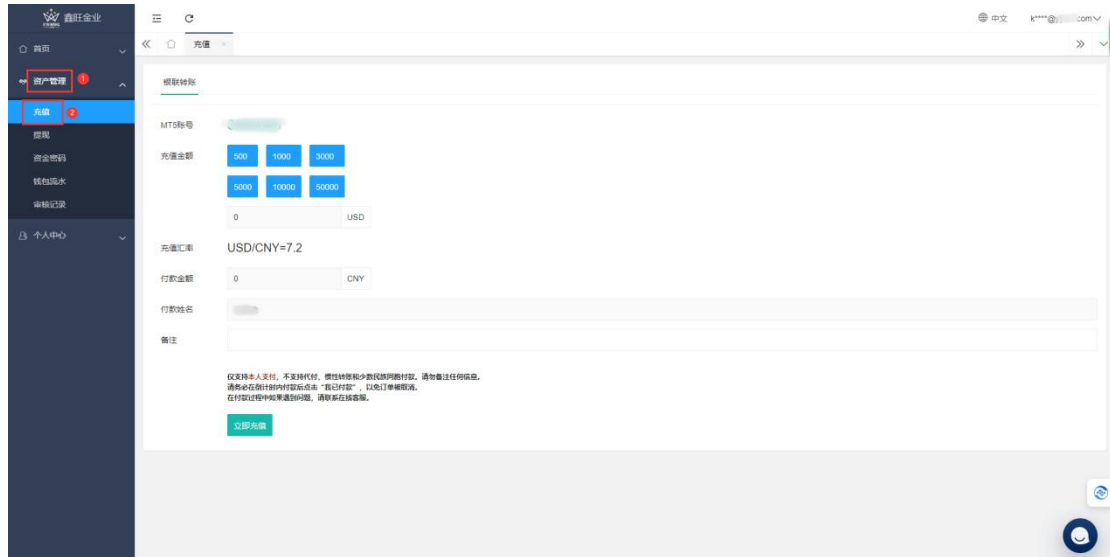 鑫旺金业
中文 k****@ com
首页
充值
资产管理 1
银联转账
充值 2
提现
MT5账号
资金密码
充值金额 500 1000 3000
钱包流水
5000 10000 50000
审核记录
0 USD
个人中心
充值汇率 USD/CNY=7.2
付款金额 0 CNY
付款姓名
备注
仅支持本人支付，不支持代付，惯性转账和少数民族同胞付款。请勿备注任何信息。
请务必在倒计时内付款后点击“我已付款”，以免订单被取消。
在付款过程中如果遇到问题，请联系在线客服。
立即充值